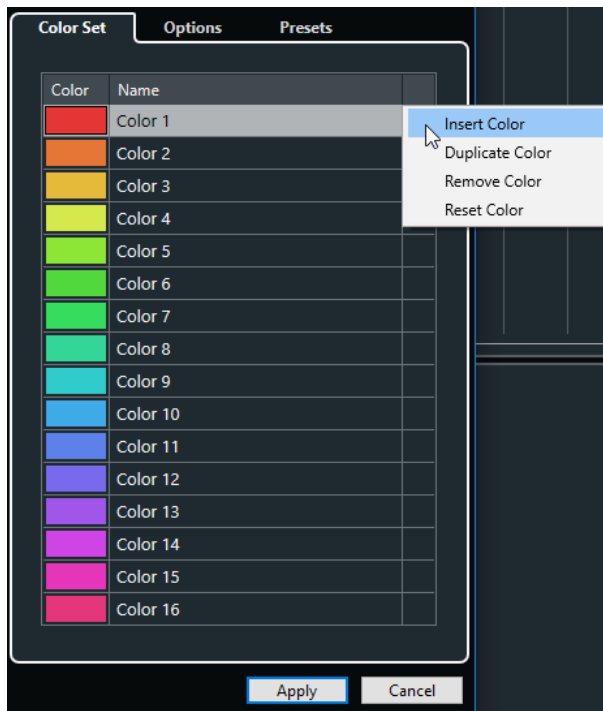 Color Set Options Presets
Color Name
Color 1
Color 2
Color 3
Color 4
Color 5
Color 6
Color 7
Color 8
Color 9
Color 10
Color 11
Color 12
Color 13
Color 14
Color 15
Color 16
Insert Color
Duplicate Color
Remove Color
Reset Color
Apply Cancel